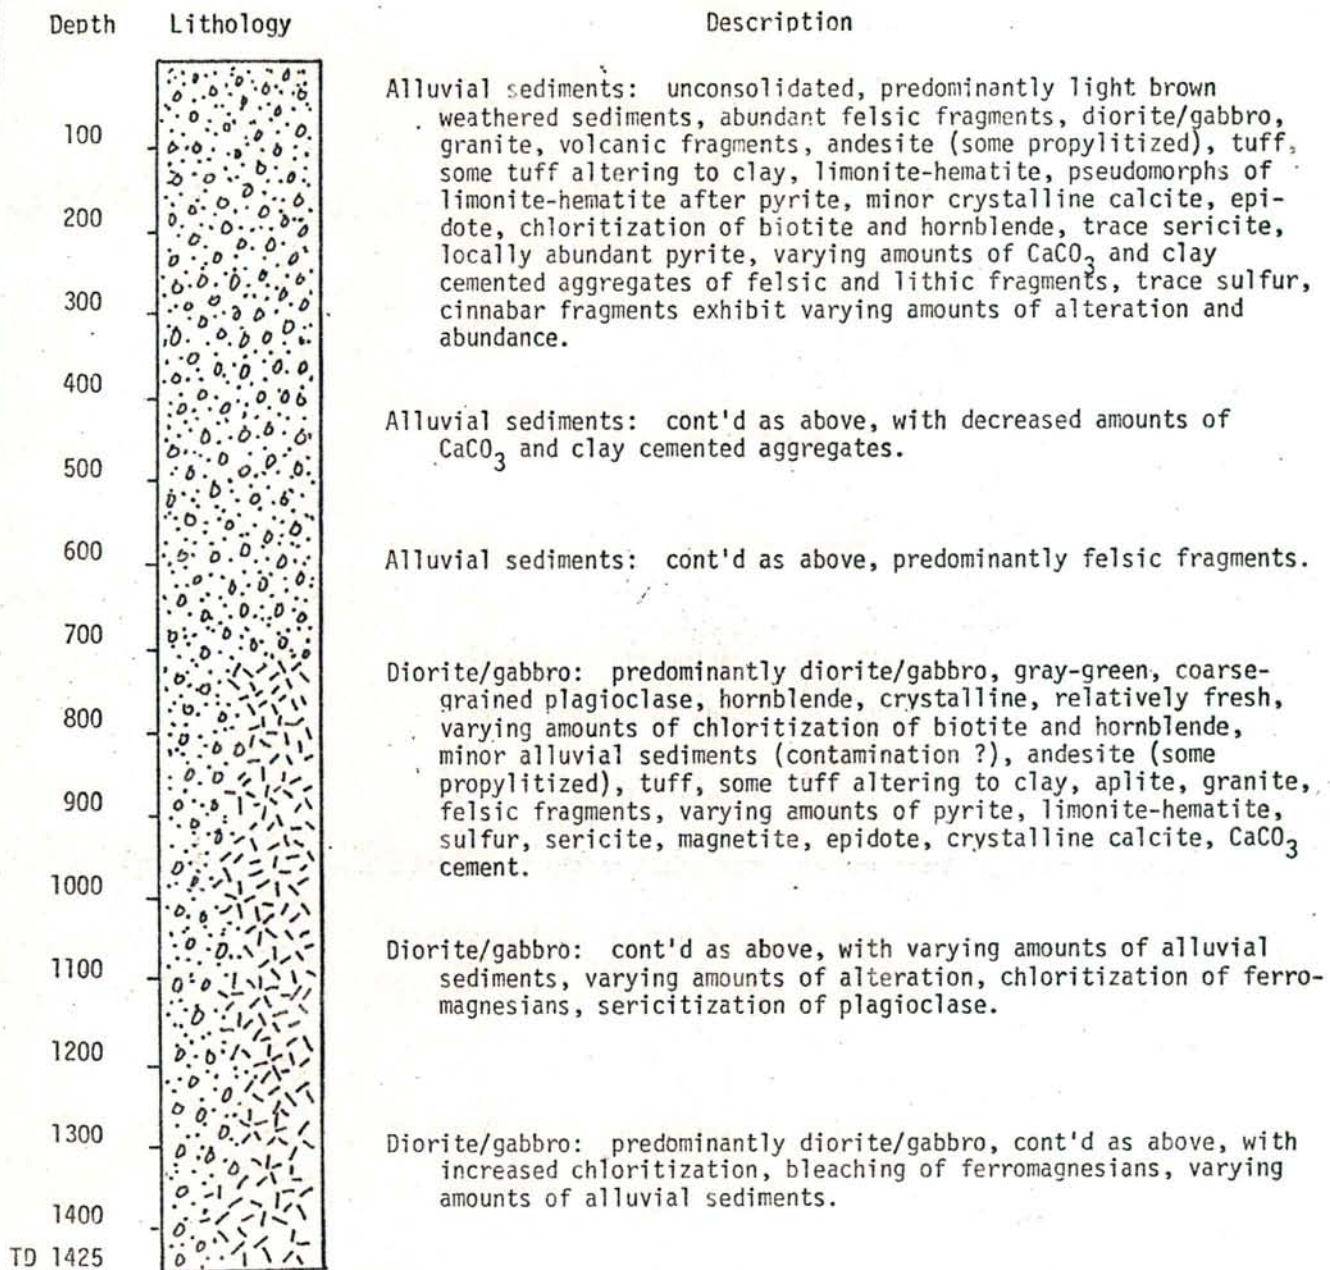 Depth Lithology Description
Alluvial sediments: unconsolidated, predominantly light brown
weathered sediments, abundant felsic fragments, diorite/gabbro,
100
granite, volcanic fragments, andesite (some propylitized), tuff,
some tuff altering to clay, limonite-hematite, pseudomorphs of
limonite-hematite after pyrite, minor crystalline calcite, epi-
200
dote, chloritization of biotite and hornblende, trace sericite,
locally abundant pyrite, varying amounts of CaCO3 and clay
cemented aggregates of felsic and lithic fragments, trace sulfur,
300
cinnabar fragments exhibit varying amounts of alteration and
abundance.
400
Alluvial sediments: cont'd as above, with decreased amounts of
CaCO3 and clay cemented aggregates.
500
600
Alluvial sediments: cont'd as above, predominantly felsic fragments.
700
Diorite/gabbro: predominantly diorite/gabbro, gray-green, coarse-
grained plagioclase, hornblende, crystalline, relatively fresh,
800
varying amounts of chloritization of biotite and hornblende,
minor alluvial sediments (contamination ?), andesite (some
propylitized), tuff, some tuff altering to clay, aplite, granite,
900
felsic fragments, varying amounts of pyrite, limonite-hematite,
sulfur, sericite, magnetite, epidote, crystalline calcite, CaCO3
cement.
1000
Diorite/gabbro: cont'd as above, with varying amounts of alluvial
1100
sediments, varying amounts of alteration, chloritization of ferro-
magnesians, sericitization of plagioclase.
1200
1300
Diorite/gabbro: predominantly diorite/gabbro, cont'd as above, with
increased chloritization, bleaching of ferromagnesians, varying
amounts of alluvial sediments.
1400
TD 1425